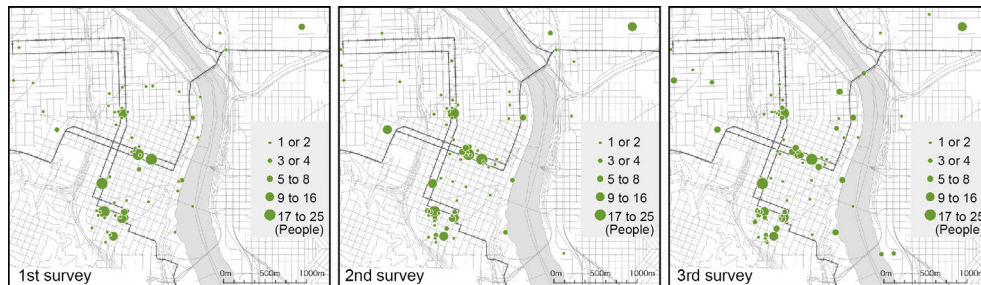 1 or 2
3 or 4
5 to 8
9 to 16
17 to 25
(People)
0m 500m 1000m
1st survey
1 or 2
3 or 4
5 to 8
9 to 16
17 to 25
(People)
0m 500m 1000m
2nd survey
1 or 2
3 or 4
5 to 8
9 to 16
17 to 25
(People)
0m 500m 1000m
3rd survey